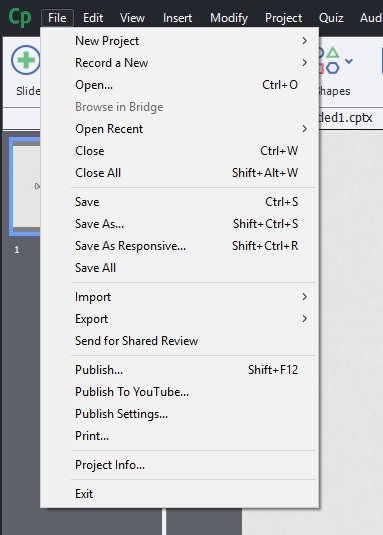 Cp File Edit View Insert Modify Project Quiz Aud
Slide
hapes
ded1.cptx
1
New Project
Record a New
Open... Ctrl+O
Browse in Bridge
Open Recent
Close Ctrl+W
Close All Shift+Alt+W
Save Ctrl+S
Save As... Shift+Ctrl+S
Save As Responsive... Shift+Ctrl+R
Save All
Import
Export
Send for Shared Review
Publish... Shift+F12
Publish To YouTube...
Publish Settings...
Print...
Project Info...
Exit